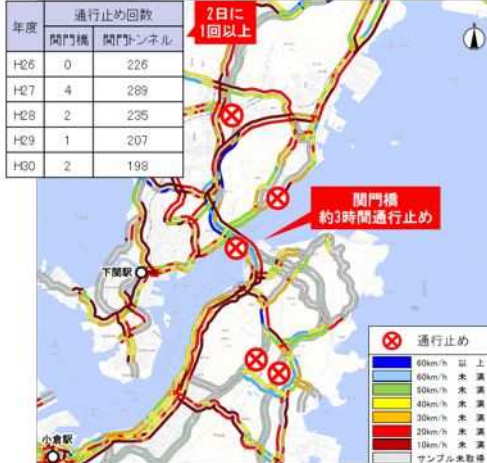 年度 通行止め回数
関門橋 関門トンネル
H26 0 226
H27 4 289
H28 2 235
H29 1 207
H30 2 198
2日に
1回以上
関門橋
約3時間通行止め
下関駅
小倉駅
通行止め
60km/h 以上
60km/h 未満
50km/h 未満
40km/h 未満
30km/h 未満
20km/h 未満
10km/h 未満
サンプル未取得